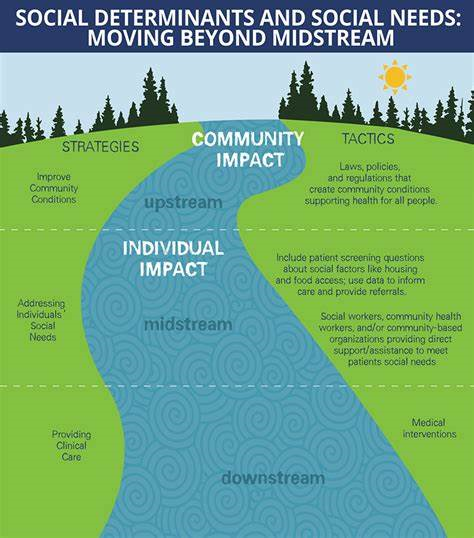 SOCIAL DETERMINANTS AND SOCIAL NEEDS:
MOVING BEYOND MIDSTREAM
STRATEGIES
COMMUNITY
IMPACT
TACTICS
Improve
Community
Conditions
upstream
Laws, policies,
and regulations that
create community conditions
supporting health for all people.
INDIVIDUAL
IMPACT
Include patient screening questions
about social factors like housing
and food access; use data to inform
care and provide referrals.
Addressing
Individuals'
Social
Needs
midstream
Social workers, community health
workers, and/or community-based
organizations providing direct
support/assistance to meet
patients social needs
Providing
Clinical
Care
downstream
Medical
interventions